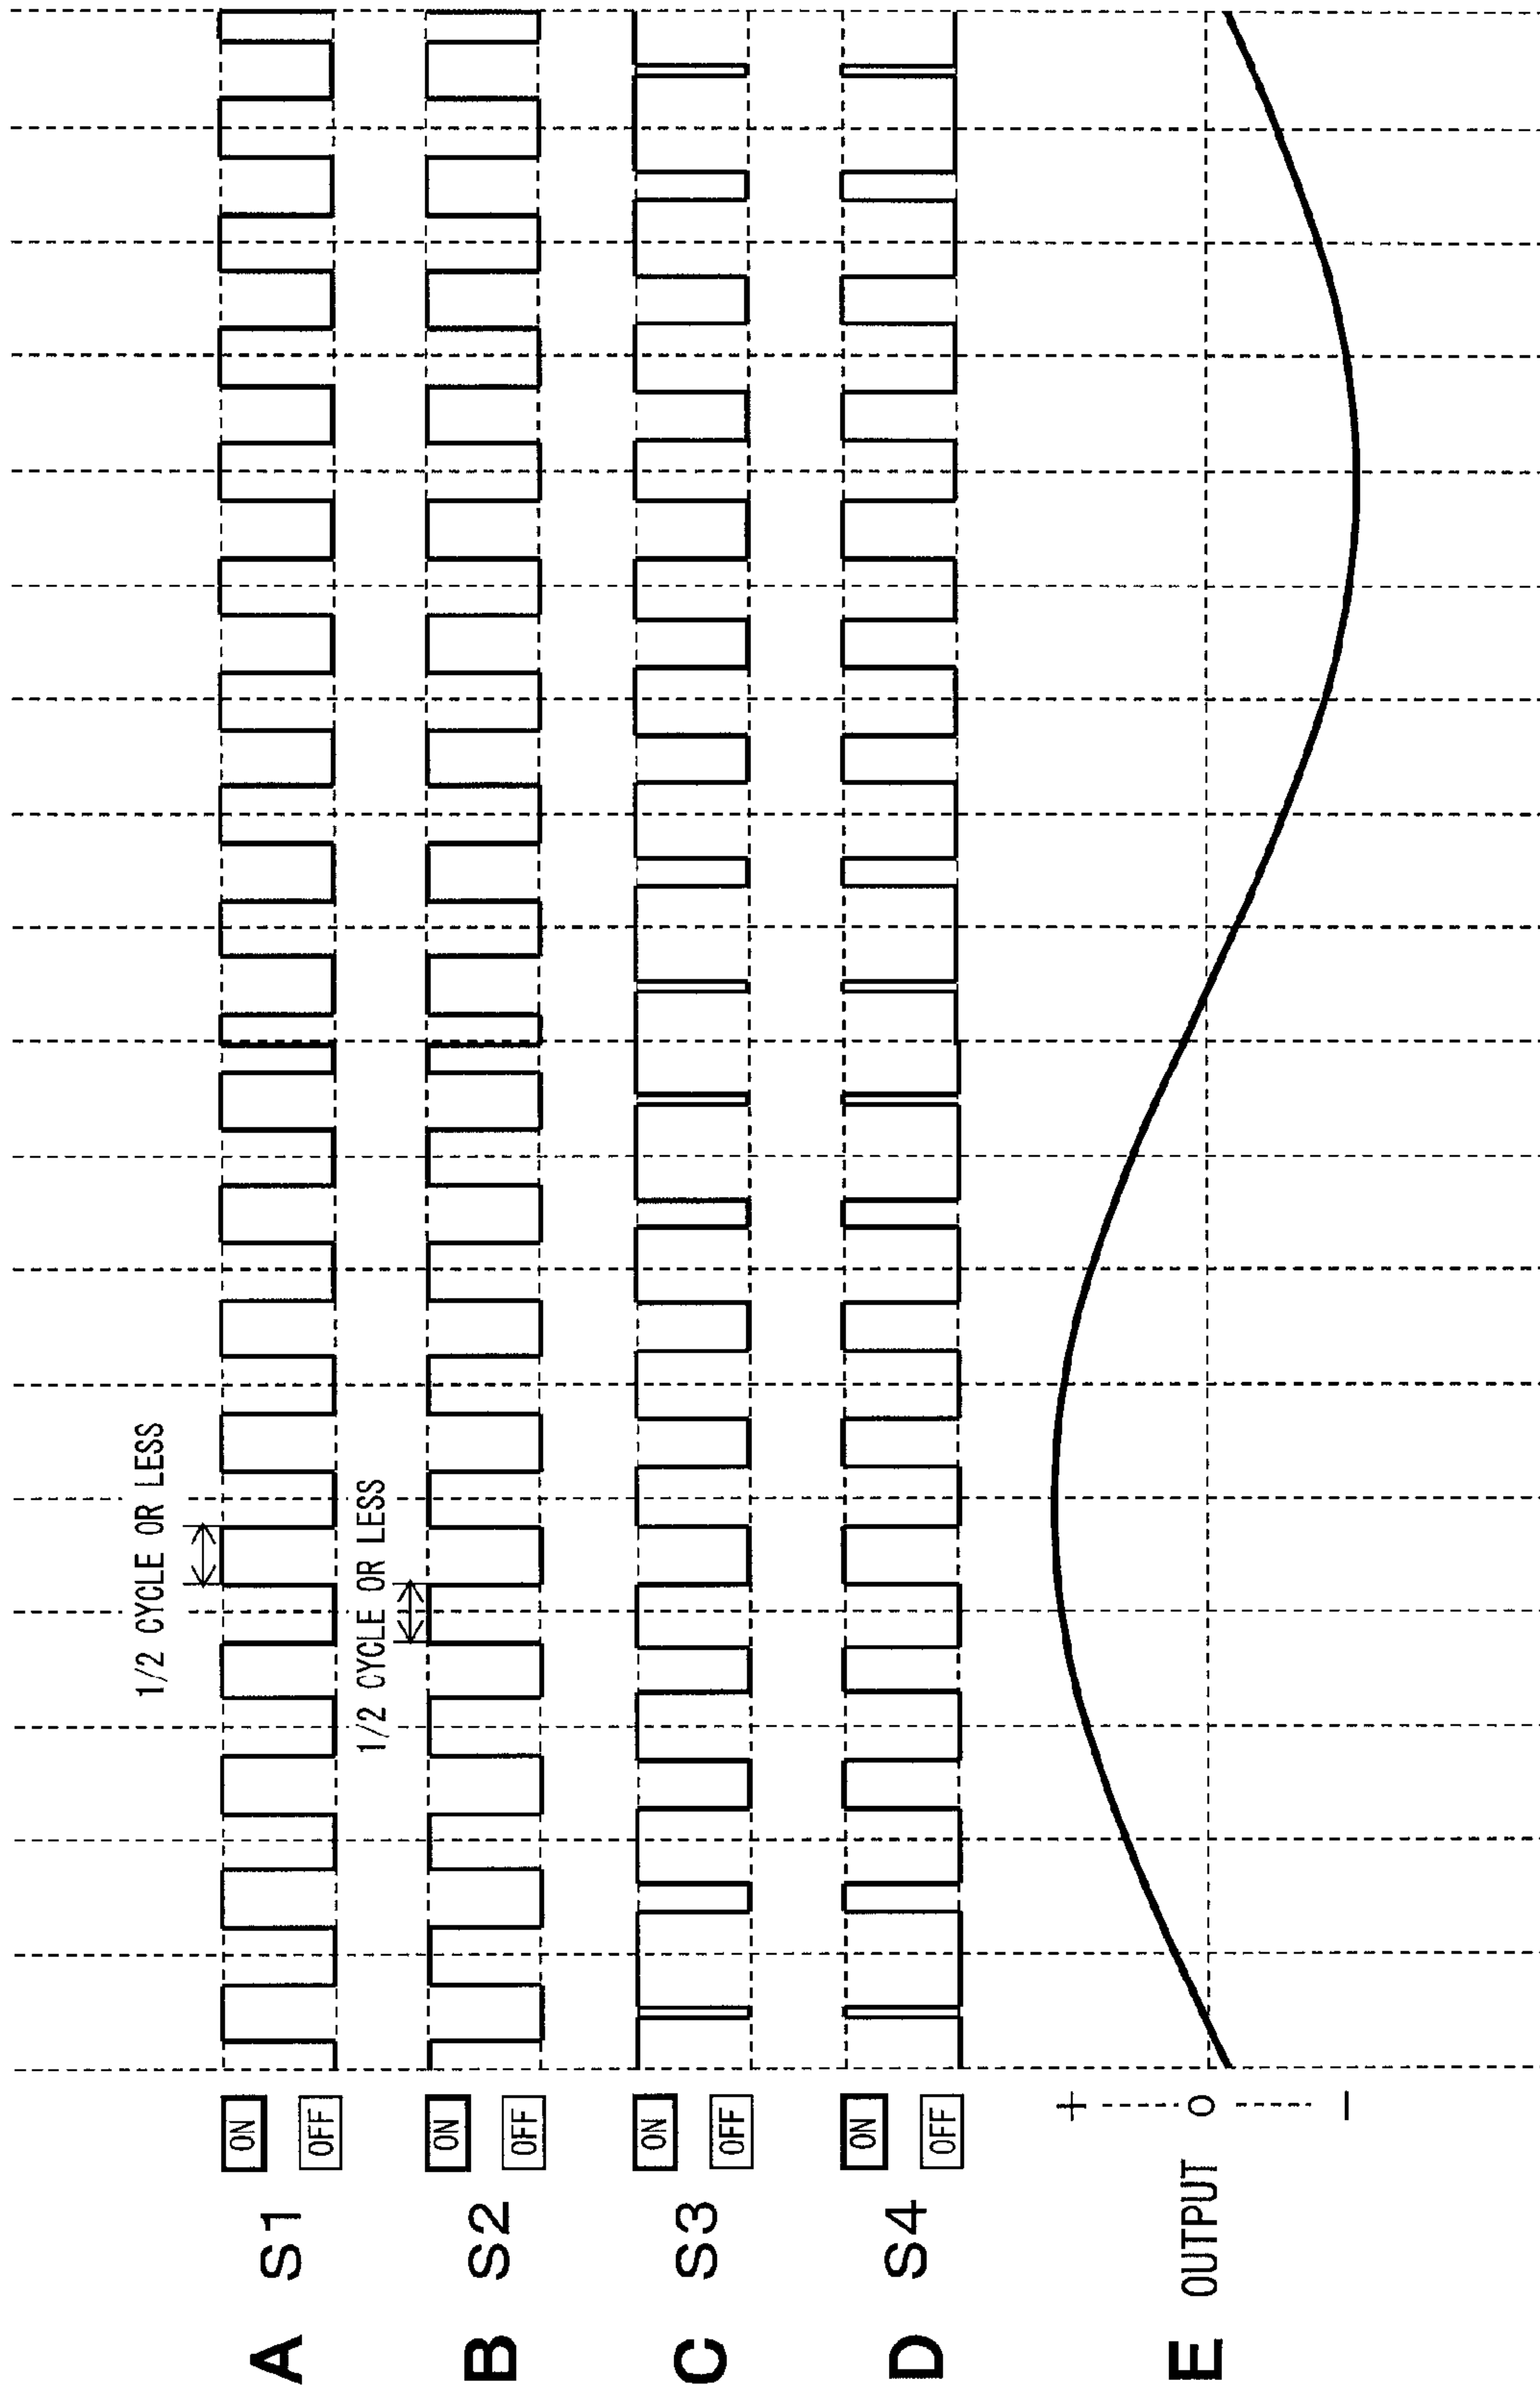 1/2 CYCLE OR LESS
A S1 ON OFF
1/2 CYCLE OR LESS
B S2 ON OFF
C S3 ON OFF
D S4 ON OFF
E OUTPUT + 0 −